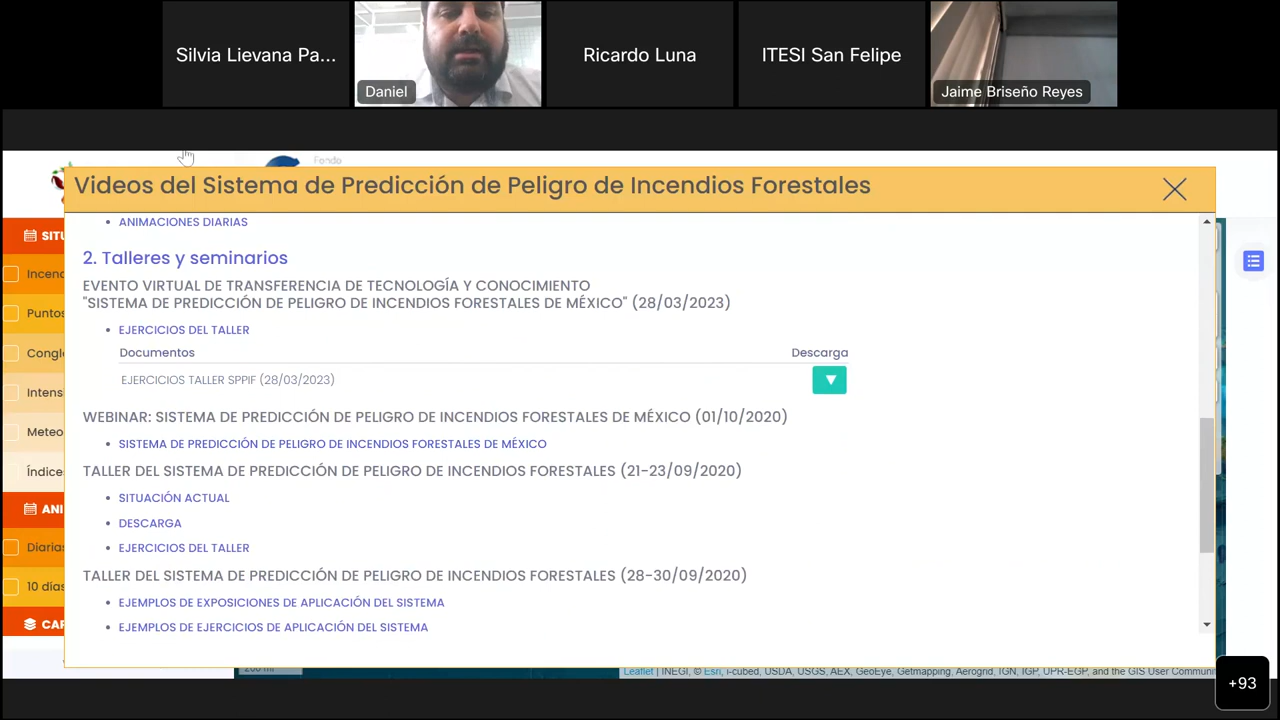 Silvia Lievana Pa...
Daniel
Ricardo Luna
ITESI San Felipe
Jaime Briseño Reyes
Fondo
Videos del Sistema de Predicción de Peligro de Incendios Forestales
ANIMACIONES DIARIAS
2. Talleres y seminarios
EVENTO VIRTUAL DE TRANSFERENCIA DE TECNOLOGÍA Y CONOCIMIENTO
"SISTEMA DE PREDICCIÓN DE PELIGRO DE INCENDIOS FORESTALES DE MÉXICO" (28/03/2023)
EJERCICIOS DEL TALLER
Documentos
Descarga
EJERCICIOS TALLER SPPIF (28/03/2023)
WEBINAR: SISTEMA DE PREDICCIÓN DE PELIGRO DE INCENDIOS FORESTALES DE MÉXICO (01/10/2020)
SISTEMA DE PREDICCIÓN DE PELIGRO DE INCENDIOS FORESTALES DE MÉXICO
TALLER DEL SISTEMA DE PREDICCIÓN DE PELIGRO DE INCENDIOS FORESTALES (21-23/09/2020)
SITUACIÓN ACTUAL
DESCARGA
EJERCICIOS DEL TALLER
TALLER DEL SISTEMA DE PREDICCIÓN DE PELIGRO DE INCENDIOS FORESTALES (28-30/09/2020)
EJEMPLOS DE EXPOSICIONES DE APLICACIÓN DEL SISTEMA
EJEMPLOS DE EJERCICIOS DE APLICACIÓN DEL SISTEMA
SITU
Incend
Puntos
Congl
Intens
Meteo
Índices
ANI
Diarias
10 días
CAP
Leaflet | INEGI, © Esri, i-cubed, USDA, USGS, AEX, GeoEye, Getmapping, Aerogrid, IGN, IGP, UPR-EGP, and the GIS User Commun
+93